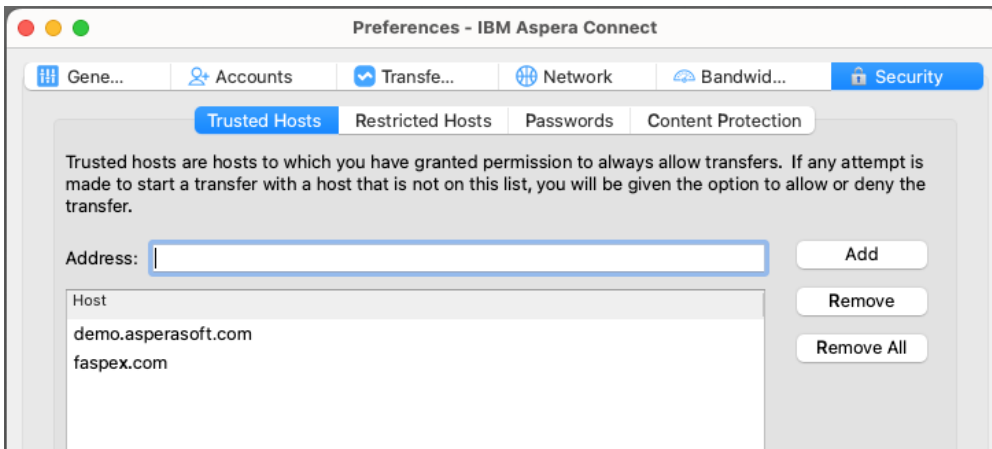 Preferences - IBM Aspera Connect
Gene... Accounts Transfe... Network Bandwid... Security
Trusted Hosts Restricted Hosts Passwords Content Protection
Trusted hosts are hosts to which you have granted permission to always allow transfers. If any attempt is
made to start a transfer with a host that is not on this list, you will be given the option to allow or deny the
transfer.
Address: Add
Host Remove
demo.asperasoft.com
Remove All
faspex.com